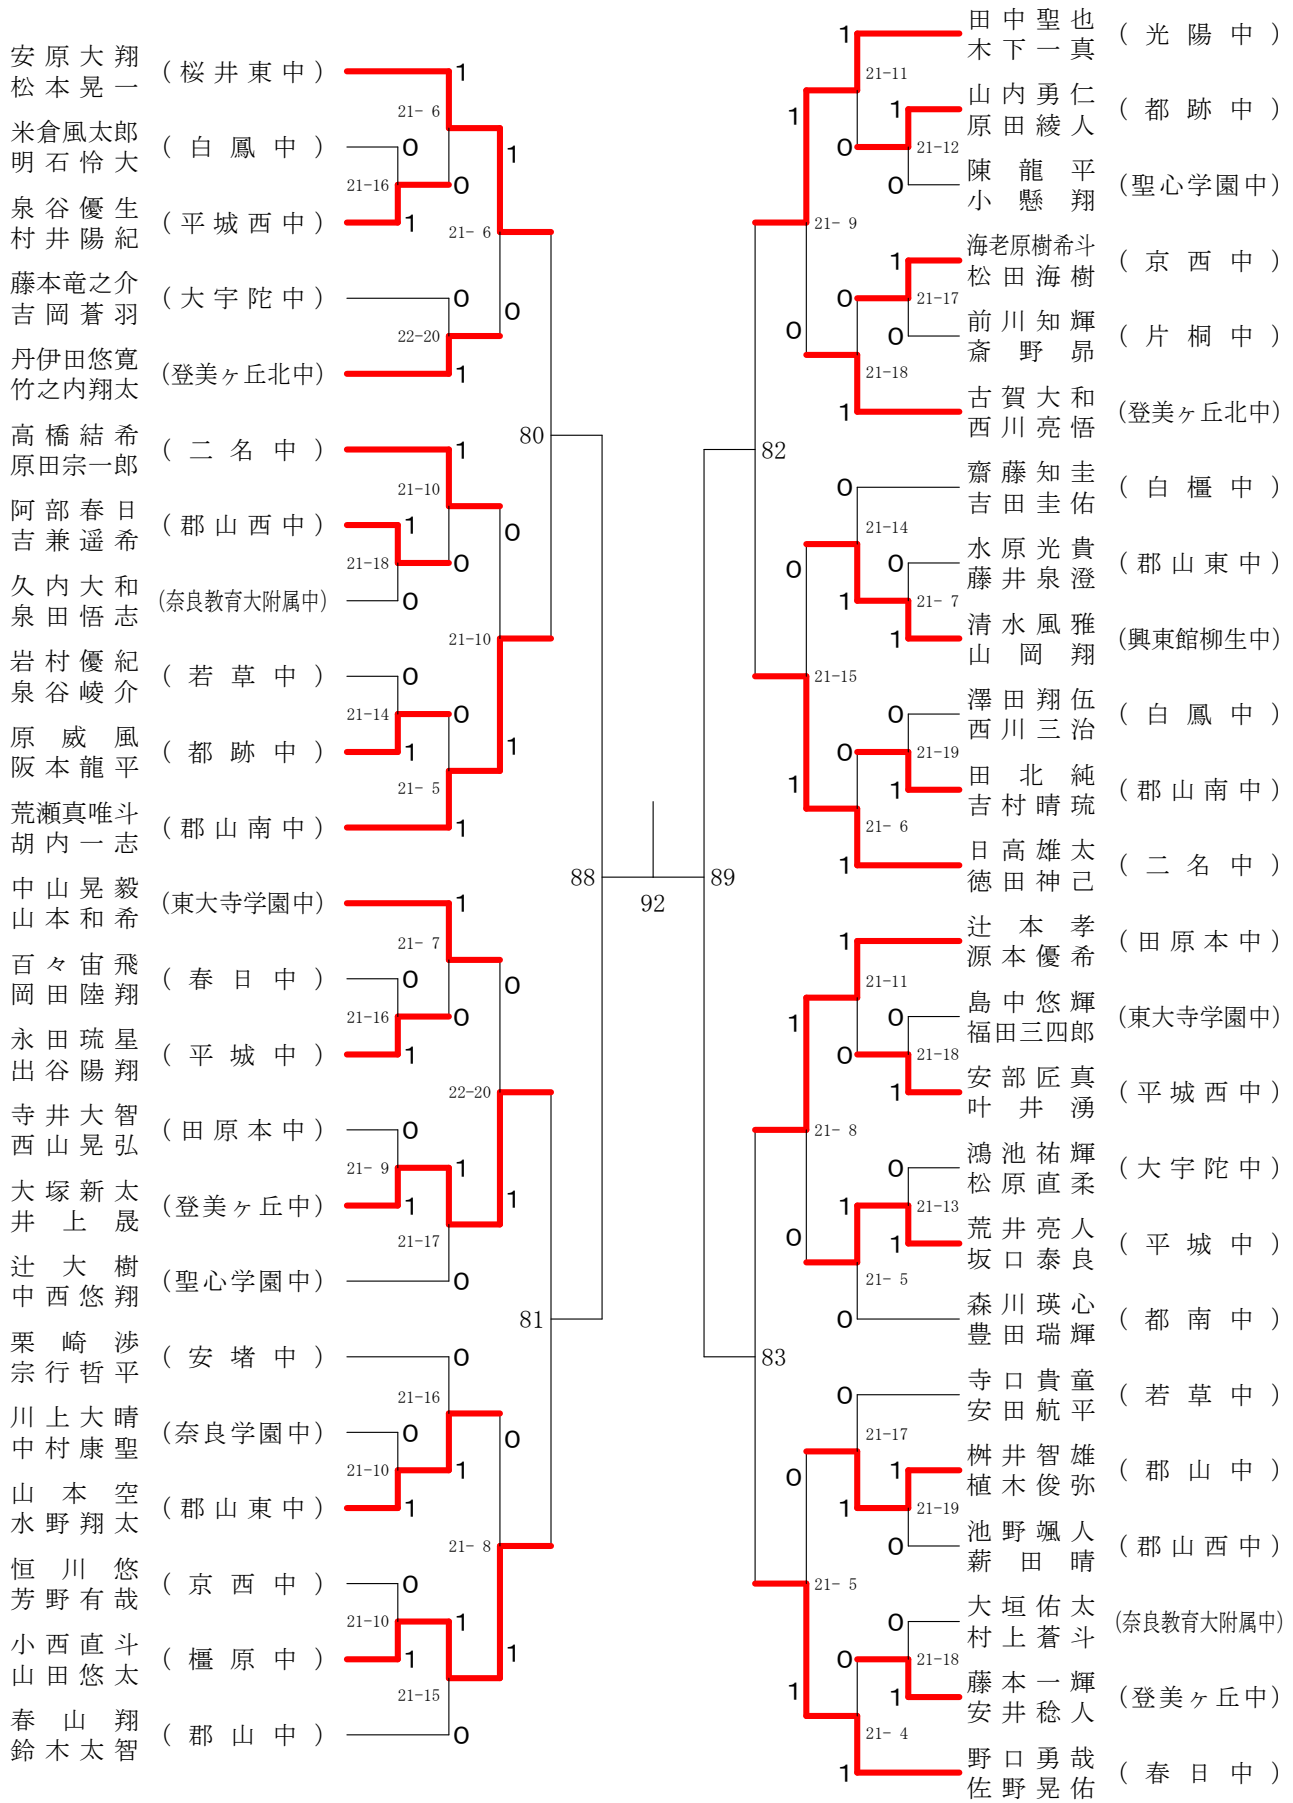 安原大翔
松本晃一
(桜井東中)
1
21- 6
米倉風太郎
明石怜大
(白鳳中)
0
21-16
0
泉谷優生
村井陽紀
(平城西中)
1
1
21- 6
藤本竜之介
吉岡蒼羽
(大宇陀中)
0
22-20
0
丹伊田悠寛
竹之内翔太
(登美ヶ丘北中)
1
80
高橋結希
原田宗一郎
(二名中)
1
21-10
阿部春日
吉兼遥希
(郡山西中)
1
21-18
0
0
久内大和
泉田悟志
(奈良教育大附属中)
0
21-10
岩村優紀
泉谷崚介
(若草中)
0
21-14
0
原威風
阪本龍平
(都跡中)
1
1
21- 5
荒瀬真唯斗
胡内一志
(郡山南中)
1
88
中山晃毅
山本和希
(東大寺学園中)
1
21- 7
百々宙飛
岡田陸翔
(春日中)
0
21-16
0
0
永田琉星
出谷陽翔
(平城中)
1
22-20
寺井大智
西山晃弘
(田原本中)
0
21- 9
1
大塚新太
井上晟
(登美ヶ丘中)
1
1
21-17
辻大樹
中西悠翔
(聖心学園中)
0
81
栗崎渉
宗行哲平
(安堵中)
0
21-16
川上大晴
中村康聖
(奈良学園中)
0
21-10
1
0
山本空
水野翔太
(郡山東中)
1
21- 8
恒川悠
芳野有哉
(京西中)
0
21-10
1
小西直斗
山田悠太
(橿原中)
1
1
21-15
春山翔
鈴木太智
(郡山中)
0
92
1
田中聖也
木下一真
(光陽中)
21-11
1
1
山内勇仁
原田綾人
(都跡中)
0
21-12
0
陳龍平
小懸翔
(聖心学園中)
21- 9
1
海老原樹希斗
松田海樹
(京西中)
0
21-17
0
0
前川知輝
斎野昴
(片桐中)
21-18
1
古賀大和
西川亮悟
(登美ヶ丘北中)
82
0
齋藤知圭
吉田圭佑
(白橿中)
21-14
0
0
水原光貴
藤井泉澄
(郡山東中)
1
21- 7
1
清水風雅
山岡翔
(興東館柳生中)
21-15
0
澤田翔伍
西川三治
(白鳳中)
0
21-19
1
1
田北純
吉村晴琉
(郡山南中)
21- 6
1
日高雄太
徳田神己
(二名中)
89
1
辻本孝
源本優希
(田原本中)
21-11
1
0
島中悠輝
福田三四郎
(東大寺学園中)
0
21-18
1
安部匠真
叶井湧
(平城西中)
21- 8
0
鴻池祐輝
松原直柔
(大宇陀中)
1
21-13
0
1
荒井亮人
坂口泰良
(平城中)
21- 5
0
森川瑛心
豊田瑞輝
(都南中)
83
0
寺口貴童
安田航平
(若草中)
21-17
0
1
桝井智雄
植木俊弥
(郡山中)
1
21-19
0
池野颯人
薪田晴
(郡山西中)
21- 5
0
大垣佑太
村上蒼斗
(奈良教育大附属中)
0
21-18
1
1
藤本一輝
安井稔人
(登美ヶ丘中)
21- 4
1
野口勇哉
佐野晃佑
(春日中)